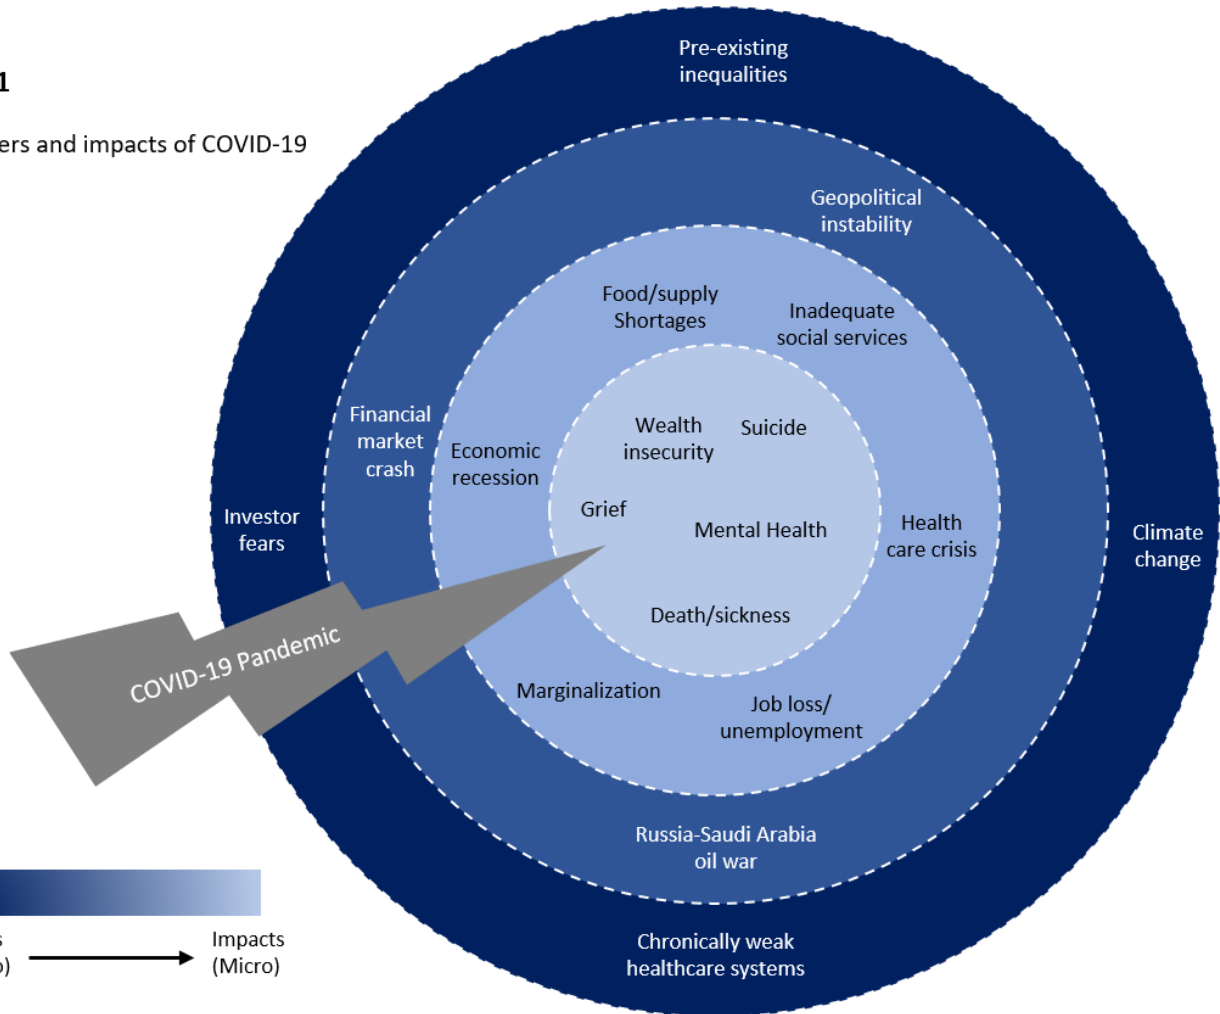 1
ers and impacts of COVID-19
Pre-existing
inequalities
Geopolitical
instability
Food/supply
Shortages
Inadequate
social services
Financial
market
crash
Economic
recession
Wealth
insecurity
Suicide
Grief
Mental Health
Investor
fears
Health
care crisis
Climate
change
Death/sickness
COVID-19 Pandemic
Marginalization
Job loss/
unemployment
Russia-Saudi Arabia
oil war
Chronically weak
healthcare systems
s
o)
Impacts
(Micro)